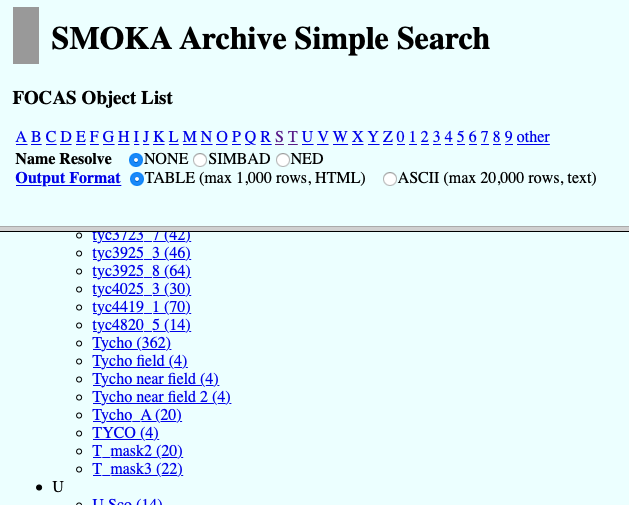 SMOKA Archive Simple Search
FOCAS Object List
A B C D E F G H I J K L M N O P Q R S T U V W X Y Z 0 1 2 3 4 5 6 7 8 9 other
Name Resolve NONE SIMBAD NED
Output Format TABLE (max 1,000 rows, HTML) ASCII (max 20,000 rows, text)
tyc3723_7 (42)
tyc3925_3 (46)
tyc3925_8 (64)
tyc4025_3 (30)
tyc4419_1 (70)
tyc4820_5 (14)
Tycho (362)
Tycho field (4)
Tycho near field (4)
Tycho near field 2 (4)
Tycho_A (20)
TYCO (4)
T_mask2 (20)
T_mask3 (22)
U
U Sco (14)